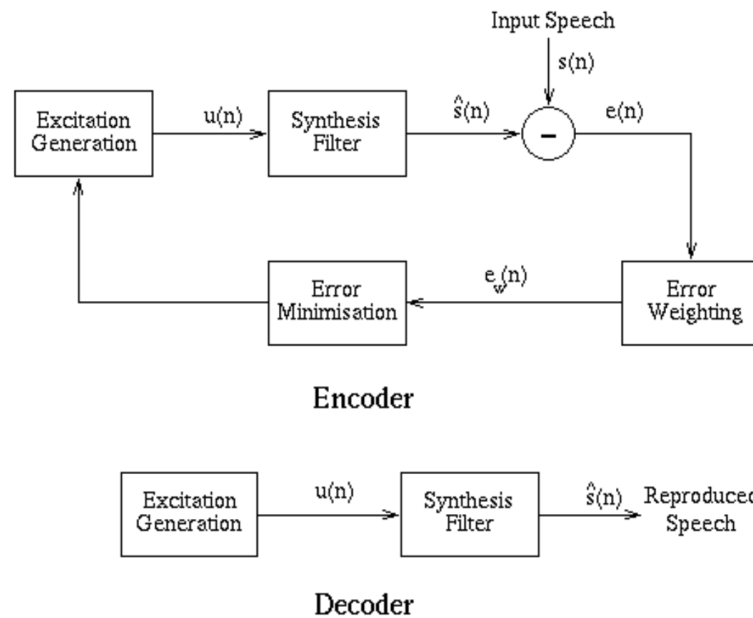 Input Speech
s(n)
Excitation
Generation
u(n)
Synthesis
Filter
ŝ(n)
-
e(n)
Error
Minimisation
e_w(n)
Error
Weighting
Encoder
Excitation
Generation
u(n)
Synthesis
Filter
ŝ(n)
Reproduced
Speech
Decoder